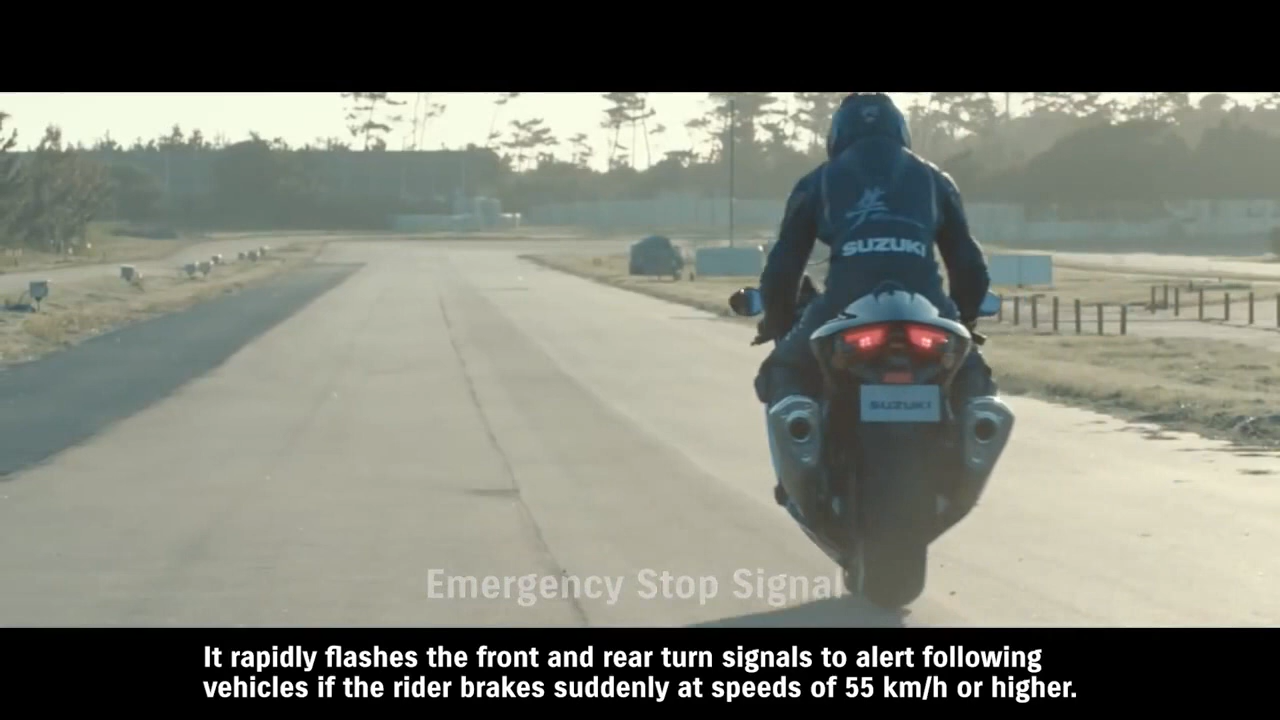 隼
SUZUKI
SUZUKI
Emergency Stop Signal
It rapidly flashes the front and rear turn signals to alert following
vehicles if the rider brakes suddenly at speeds of 55 km/h or higher.